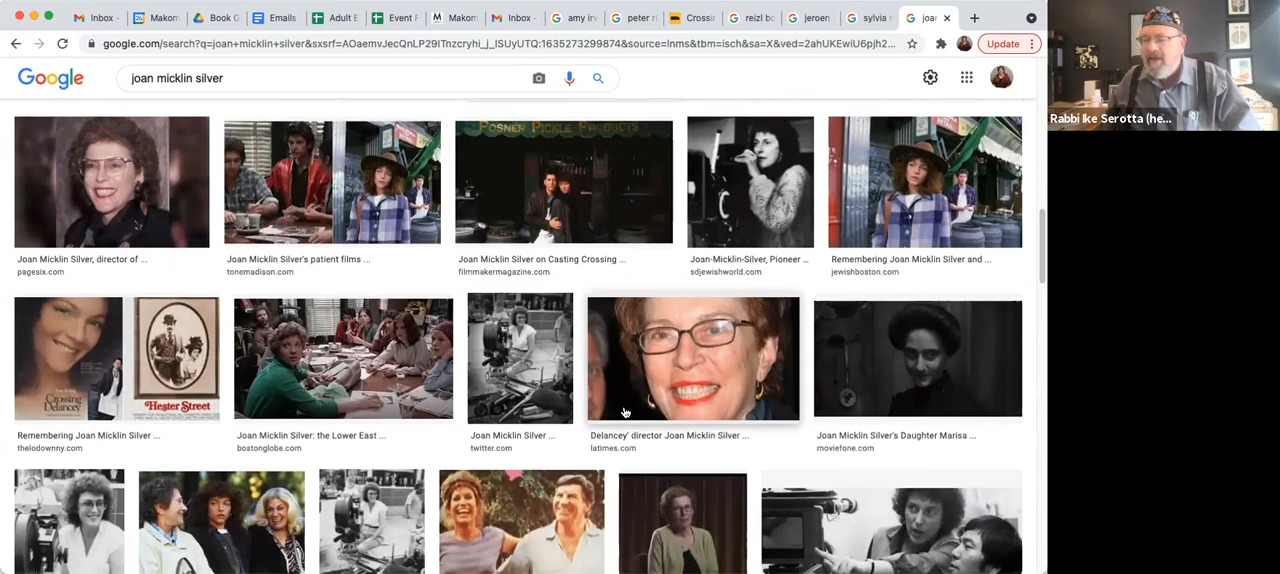 Inbox -
Makom
Book G
Emails
Adult E
Event F
Makom
Inbox -
amy irv
peter ri
Crossin
reizl bo
jeroen
sylvia r
joan
google.com/search?q=joan+micklin+silver&sxsrf=AOaemvJecQnLP29ITnzcryhi_j_ISUyUTQ:1635273299874&source=lnms&tbm=isch&sa=X&ved=2ahUKEwiU6pjh2...
Update
Google
joan micklin silver
Rabbi Ike Serotta (he...
POSNER PICKLE PRODUCTS
Joan Micklin Silver, director of ...
pagesix.com
Joan Micklin Silver's patient films ...
tonemadison.com
Joan Micklin Silver on Casting Crossing ...
filmmakermagazine.com
Joan-Micklin-Silver, Pioneer ...
sdjewishworld.com
Remembering Joan Micklin Silver and ...
jewishboston.com
Crossing
Delancey
Hester Street
Remembering Joan Micklin Silver ...
thelodownny.com
Joan Micklin Silver: the Lower East ...
bostonglobe.com
Joan Micklin Silver ...
twitter.com
Delancey' director Joan Micklin Silver ...
latimes.com
Joan Micklin Silver's Daughter Marisa ...
moviefone.com